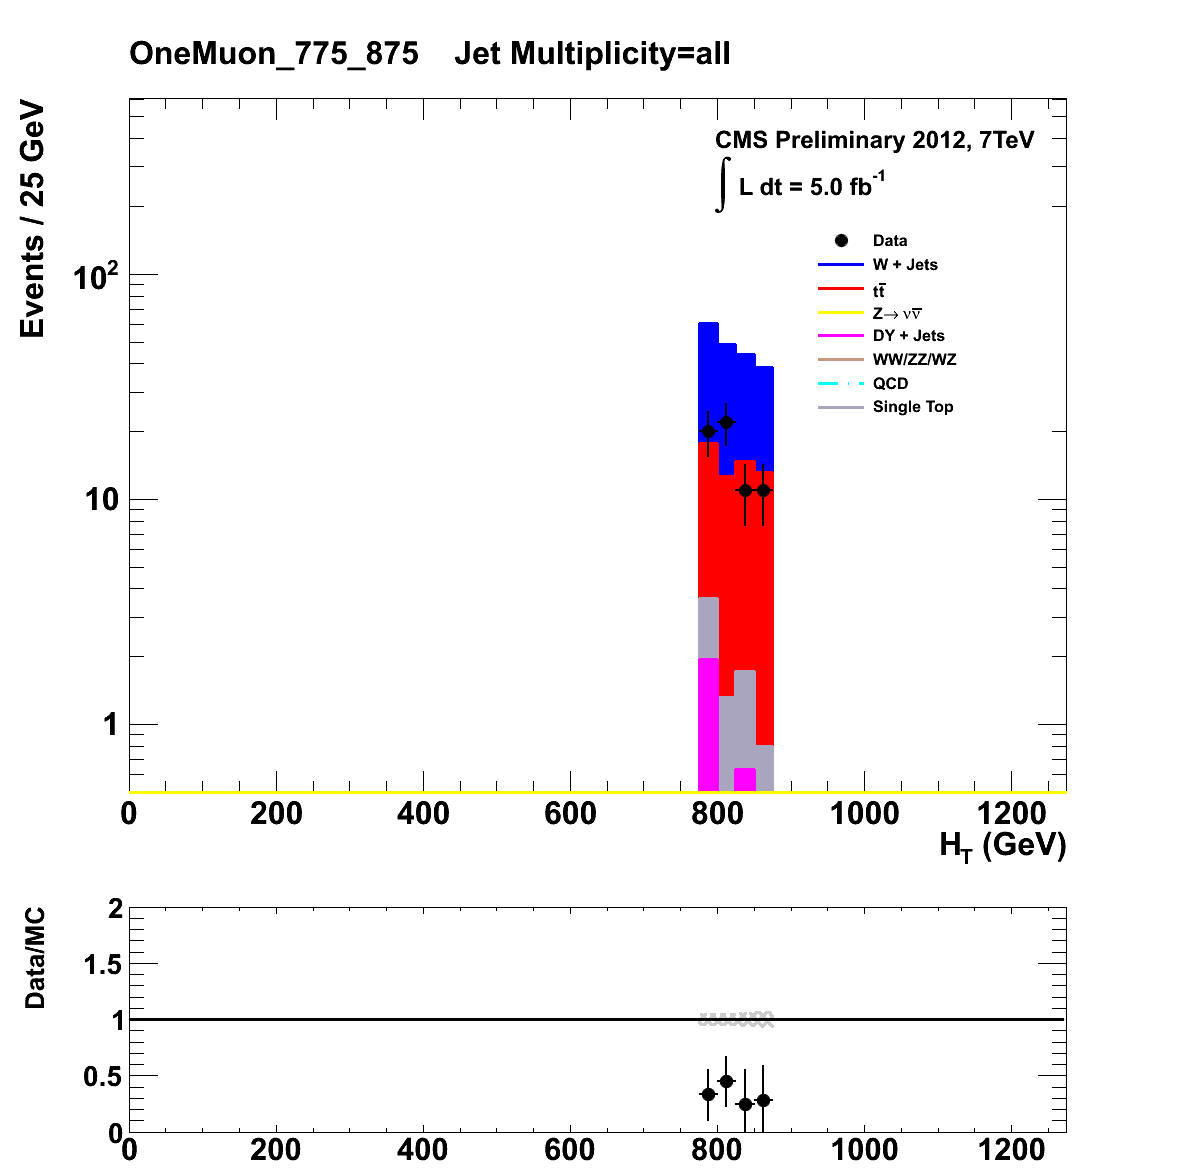 OneMuon_775_875 Jet Multiplicity=all
Events / 25 GeV
CMS Preliminary 2012, 7TeV
∫ L dt = 5.0 fb⁻¹
Data
W + Jets
tt̅
Z→ νν̅
DY + Jets
WW/ZZ/WZ
QCD
Single Top
10²
10
1
0 200 400 600 800 1000 1200
H_T (GeV)
Data/MC
2
1.5
1
0.5
0
0 200 400 600 800 1000 1200